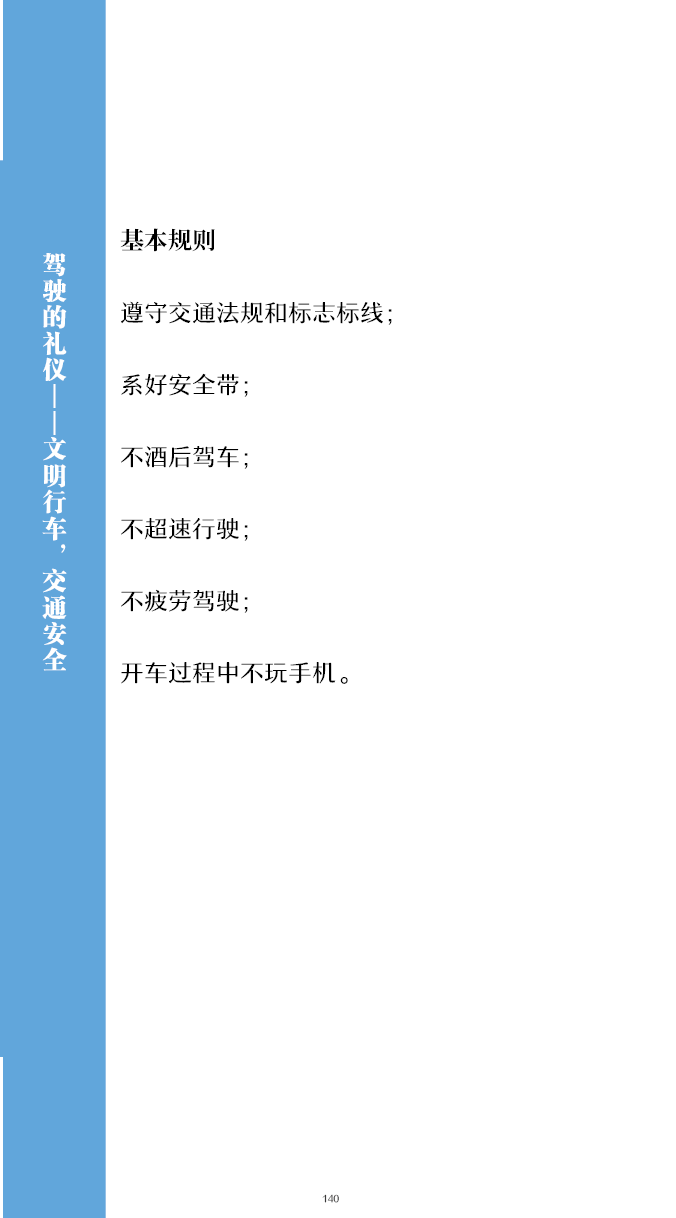 驾驶的礼仪——文明行车，交通安全
基本规则
遵守交通法规和标志标线；
系好安全带；
不酒后驾车；
不超速行驶；
不疲劳驾驶；
开车过程中不玩手机。
140